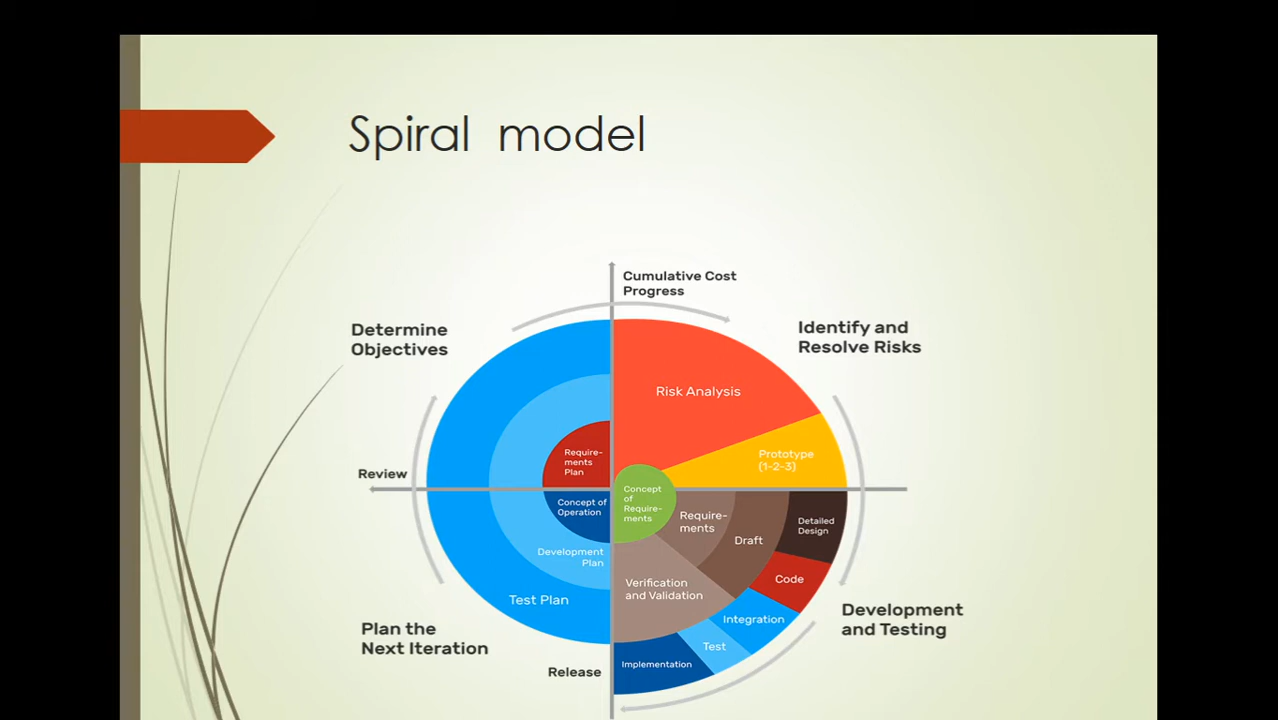 Spiral model
Cumulative Cost
Progress
Determine
Objectives
Identify and
Resolve Risks
Risk Analysis
Prototype
(1-2-3)
Require-
ments
Plan
Review
Concept
of
Require-
ments
Concept of
Operation
Require-
ments
Detailed
Design
Draft
Development
Plan
Code
Verification
and Validation
Test Plan
Integration
Development
and Testing
Plan the
Next Iteration
Test
Implementation
Release